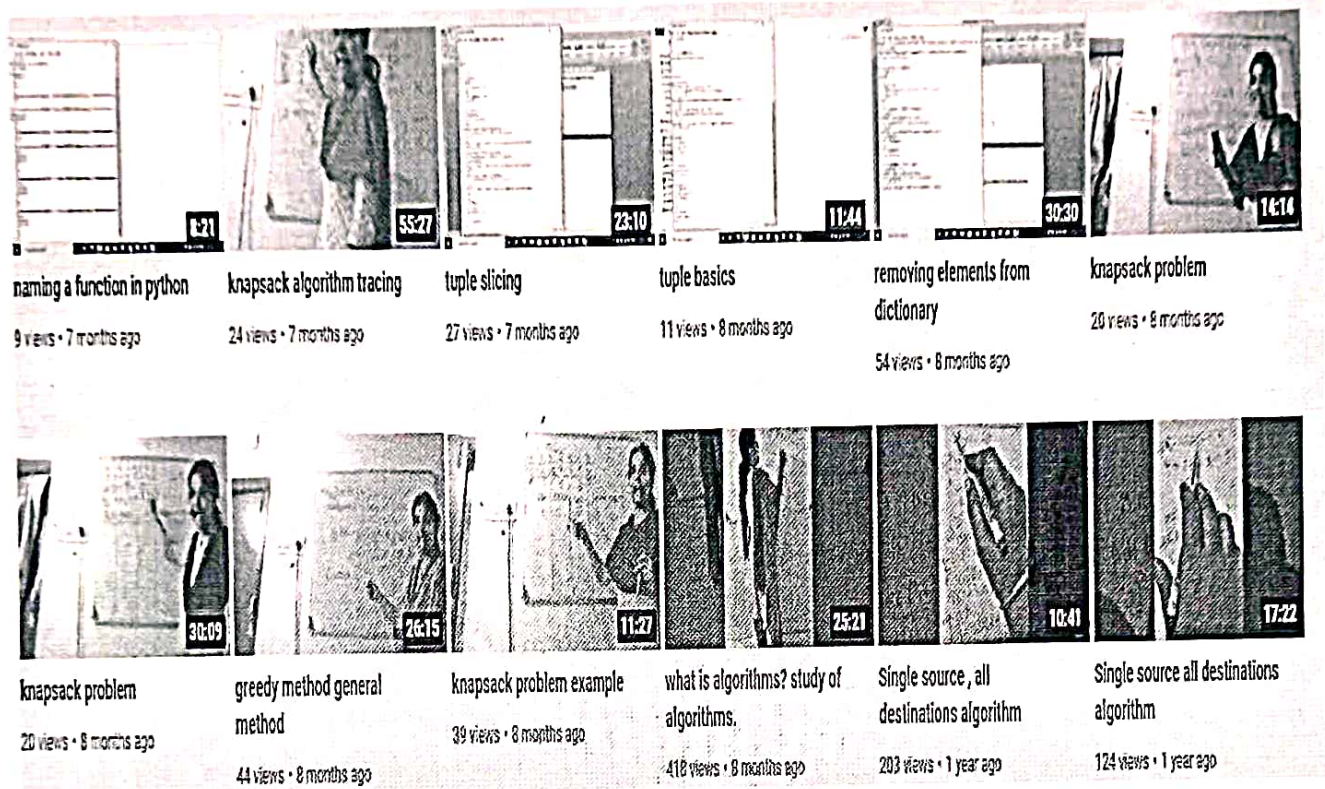 8:21
55:27
23:10
11:44
30:30
14:14
naming a function in python
knapsack algorithm tracing
tuple slicing
tuple basics
removing elements from
dictionary
knapsack problem
9 views • 7 months ago
24 views • 7 months ago
27 views • 7 months ago
11 views • 8 months ago
54 views • 8 months ago
20 views • 8 months ago
30:09
26:15
11:27
25:21
10:41
17:22
knapsack problem
greedy method general
method
knapsack problem example
what is algorithms? study of
algorithms.
Single source , all
destinations algorithm
Single source all destinations
algorithm
20 views • 8 months ago
44 views • 8 months ago
39 views • 8 months ago
418 views • 8 months ago
203 views • 1 year ago
124 views • 1 year ago